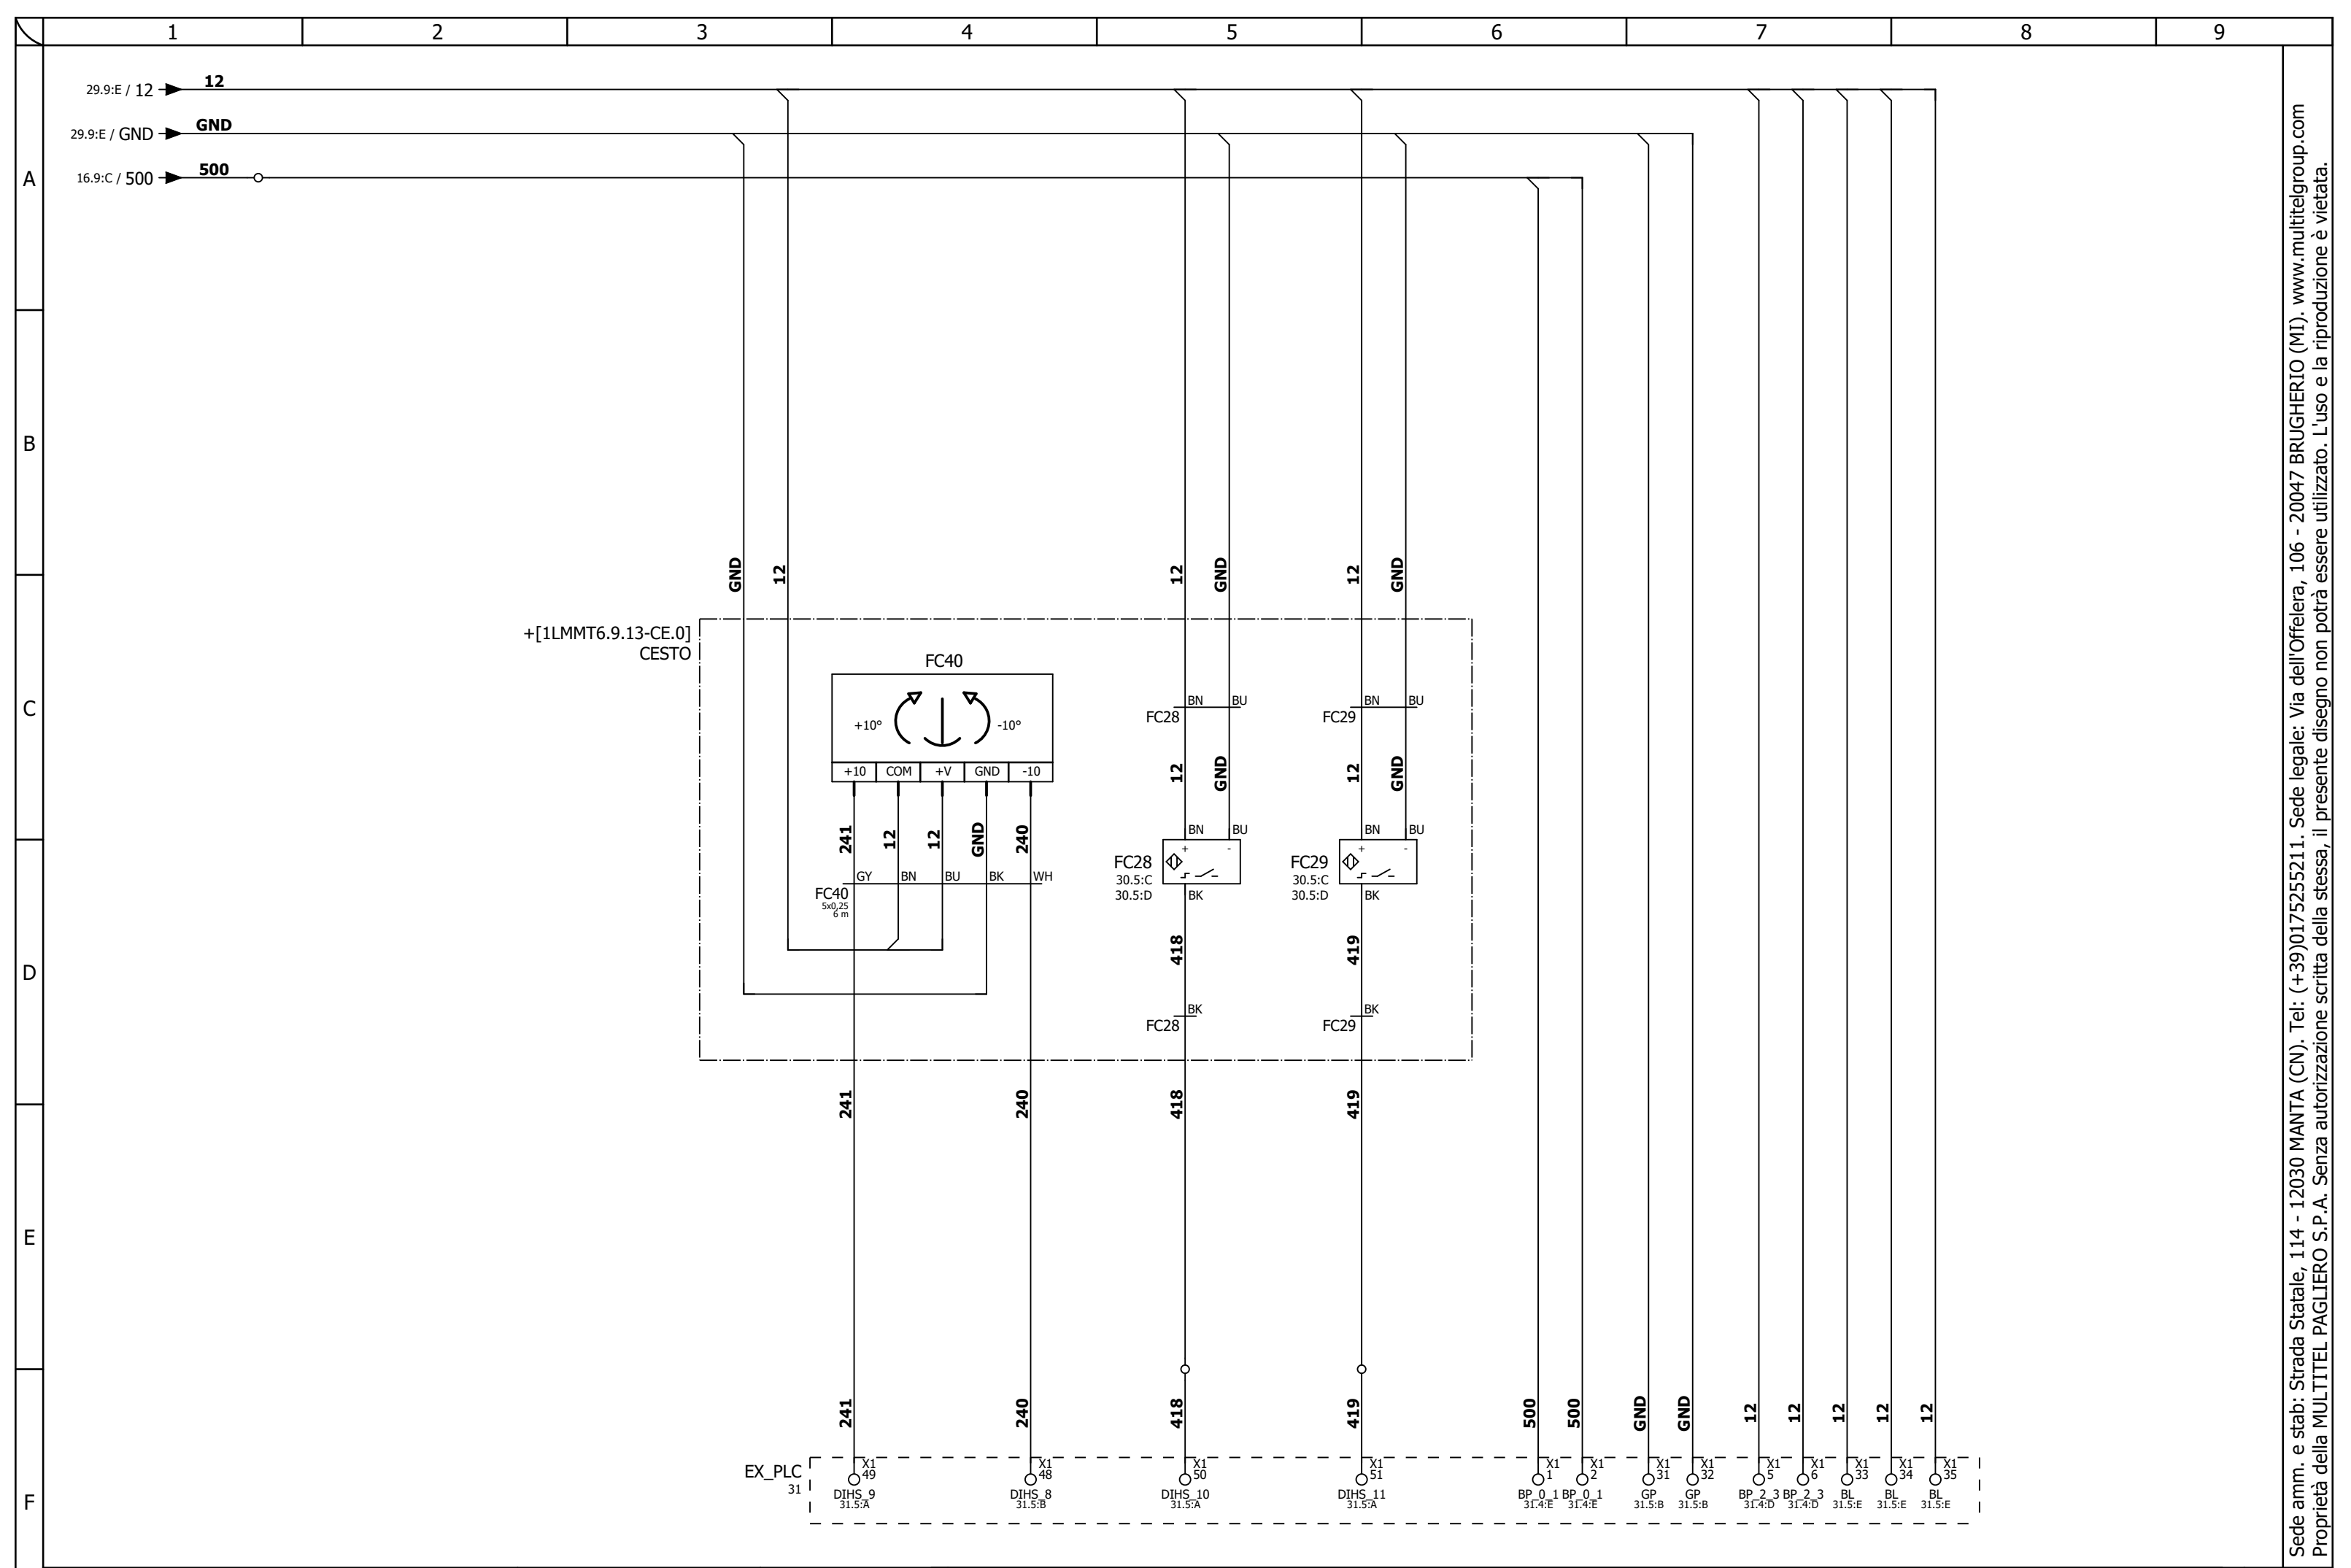 1 2 3 4 5 6 7 8 9
A
B
C
D
E
F
29.9:E / 12
12
29.9:E / GND
GND
16.9:C / 500
500
GND 12 12 GND 12 GND
+[1LMMT6.9.13-CE.0]
CESTO
FC40
+10° -10°
+10 COM +V GND -10
241 12 12 GND 240
GY BN BU BK WH
FC40
5x0,25
6 m
BN BU
FC28
12 GND
BN BU
+ -
FC28
30.5:C
30.5:D
BK
418
BK
FC28
BN BU
FC29
12 GND
BN BU
+ -
FC29
30.5:C
30.5:D
BK
419
BK
FC29
241 240 418 419
241 240 418 419 500 500 GND GND 12 12 12 12 12
EX_PLC
31
X1 X1 X1 X1 X1 X1 X1 X1 X1 X1 X1 X1 X1
49 48 50 51 1 2 31 32 5 6 33 34 35
DIHS_9 DIHS_8 DIHS_10 DIHS_11 BP_0_1 BP_0_1 GP GP BP_2_3 BP_2_3 BL BL BL
31.5:A 31.5:B 31.5:A 31.5:A 31.4:E 31.4:E 31.5:B 31.5:B 31.4:D 31.4:D 31.5:E 31.5:E 31.5:E
Sede amm. e stab: Strada Statale, 114 - 12030 MANTA (CN). Tel: (+39)0175255211. Sede legale: Via dell'Offelera, 106 - 20047 BRUGHERIO (MI). www.multitelgroup.com
Proprietà della MULTITEL PAGLIERO S.P.A. Senza autorizzazione scritta della stessa, il presente disegno non potrà essere utilizzato. L'uso e la riproduzione è vietata.